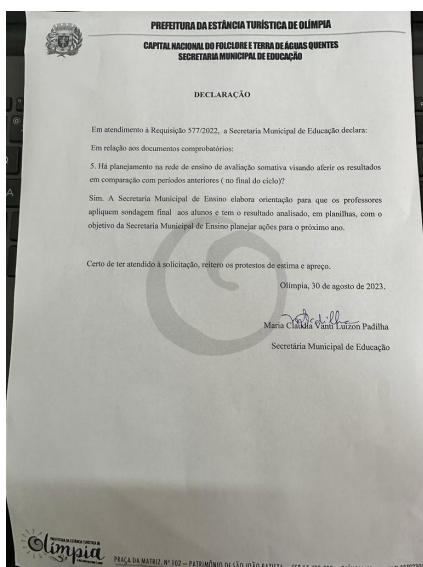 PREFEITURA DA ESTÂNCIA TURÍSTICA DE OLÍMPIA
CAPITAL NACIONAL DO FOLCLORE E TERRA DE ÁGUAS QUENTES
SECRETARIA MUNICIPAL DE EDUCAÇÃO
DECLARAÇÃO
Em atendimento à Requisição 577/2022, a Secretaria Municipal de Educação declara:
Em relação aos documentos comprobatórios:
5. Há planejamento na rede de ensino de avaliação somativa visando aferir os resultados
em comparação com períodos anteriores ( no final do ciclo)?
Sim. A Secretaria Municipal de Ensino elabora orientação para que os professores
apliquem sondagem final aos alunos e tem o resultado analisado, em planilhas, com o
objetivo da Secretaria Municipal de Ensino planejar ações para o próximo ano.
Certo de ter atendido à solicitação, reitero os protestos de estima e apreço.
Olímpia, 30 de agosto de 2023.
Maria Claudia Vanti Luizon Padilha
Secretária Municipal de Educação
PREFEITURA DA ESTÂNCIA TURÍSTICA DE
Olímpia
PRAÇA DA MATRIZ, Nº 102 – PATRIMÔNIO DE SÃO JOÃO BATISTA